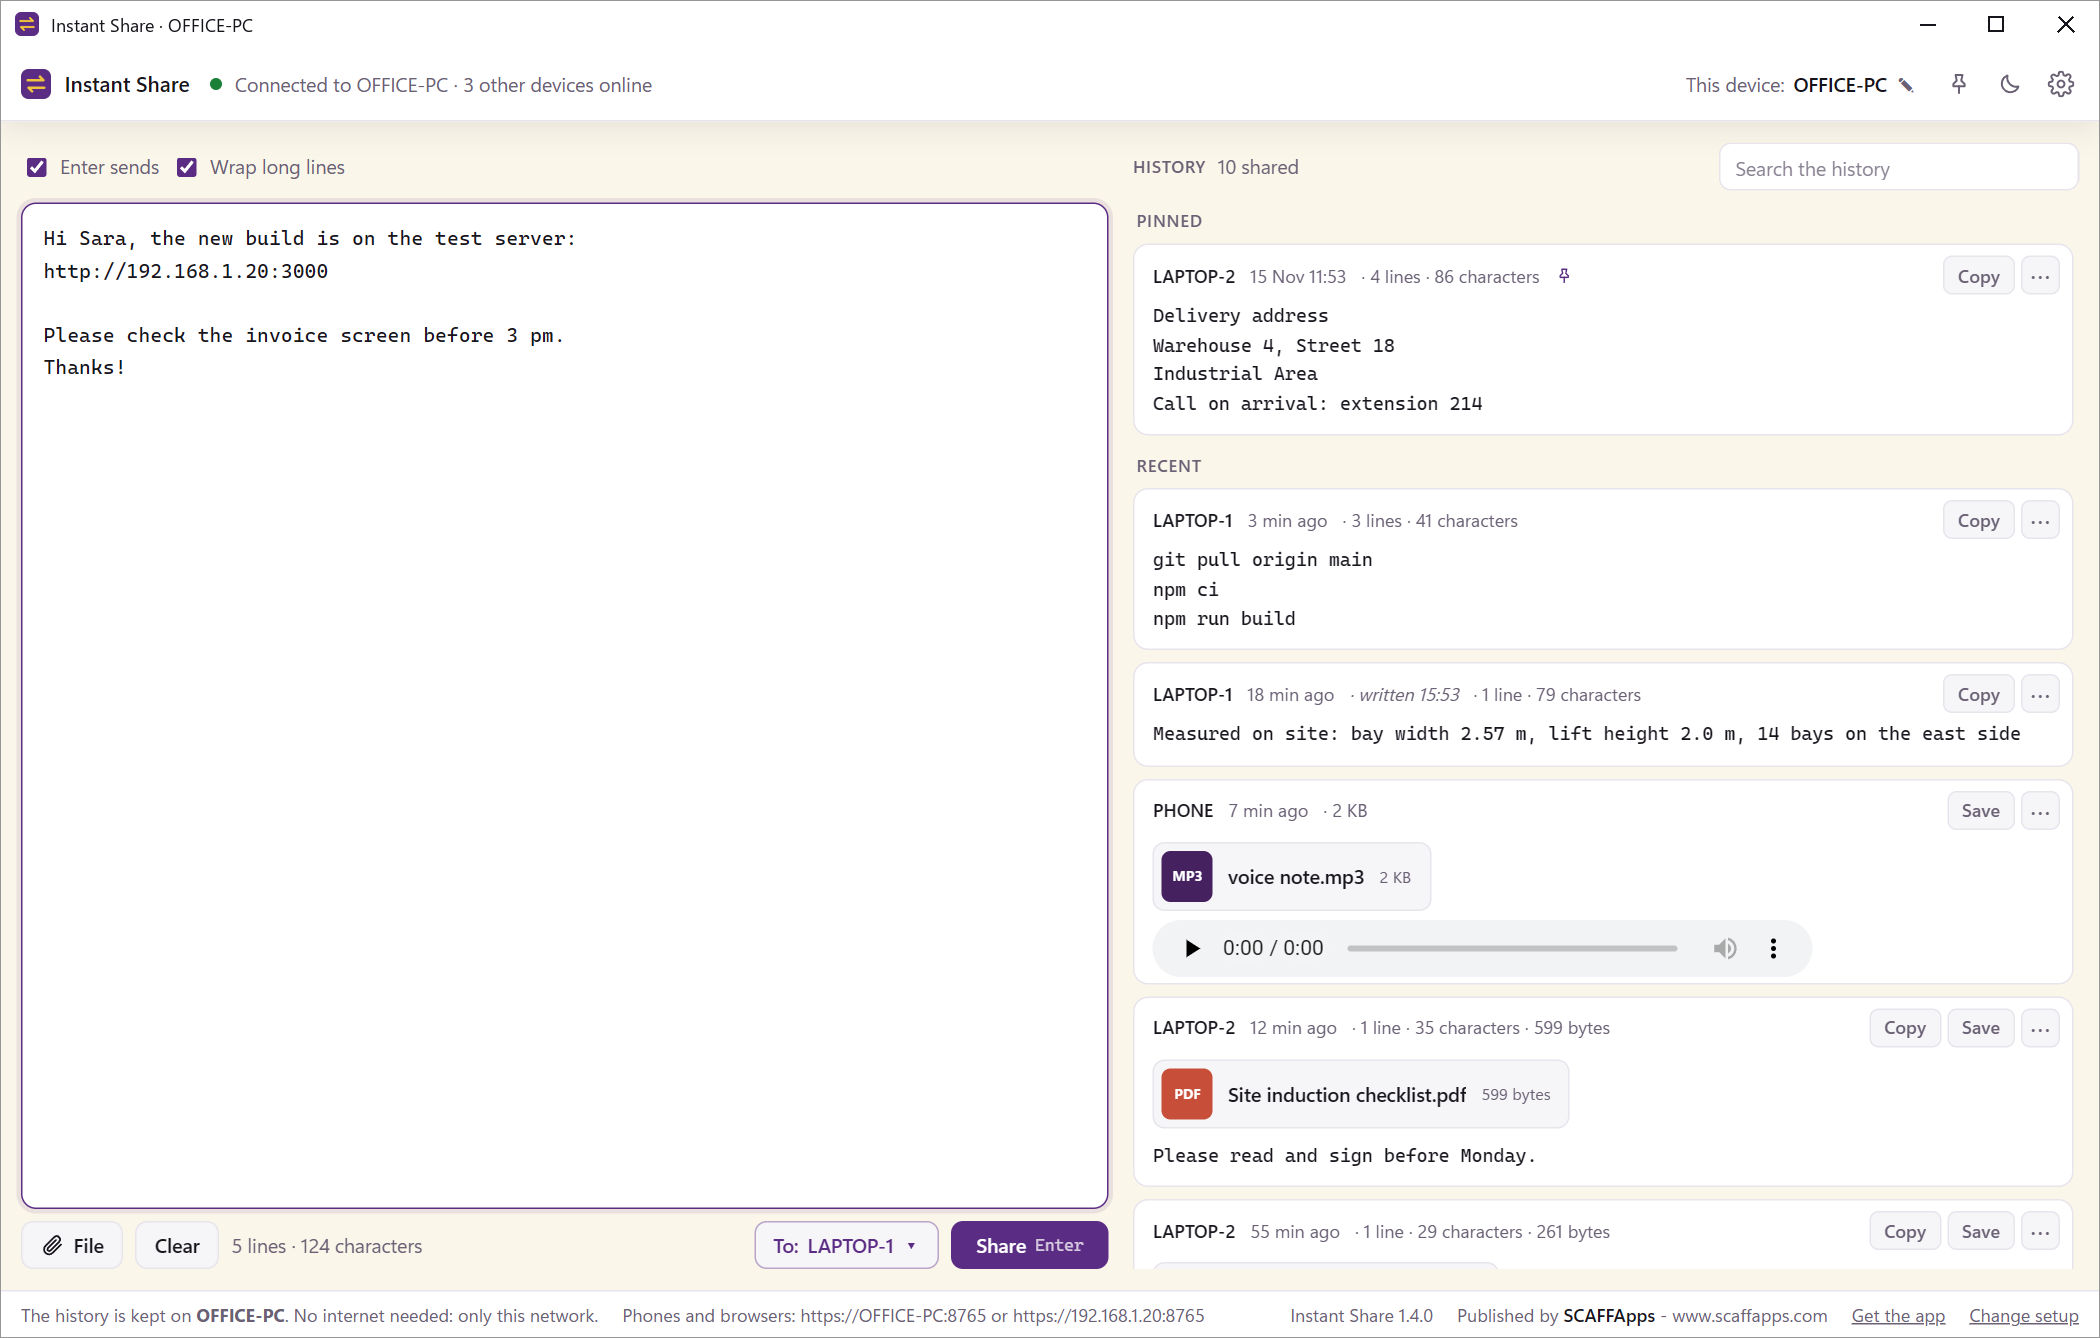 Instant Share · OFFICE-PC
Instant Share Connected to OFFICE-PC · 3 other devices online
This device: OFFICE-PC
Enter sends Wrap long lines
Hi Sara, the new build is on the test server:
http://192.168.1.20:3000
Please check the invoice screen before 3 pm.
Thanks!
File Clear 5 lines · 124 characters
To: LAPTOP-1 Share Enter
HISTORY 10 shared
Search the history
PINNED
LAPTOP-2 15 Nov 11:53 · 4 lines · 86 characters
Copy ...
Delivery address
Warehouse 4, Street 18
Industrial Area
Call on arrival: extension 214
RECENT
LAPTOP-1 3 min ago · 3 lines · 41 characters
Copy ...
git pull origin main
npm ci
npm run build
LAPTOP-1 18 min ago · written 15:53 · 1 line · 79 characters
Copy ...
Measured on site: bay width 2.57 m, lift height 2.0 m, 14 bays on the east side
PHONE 7 min ago · 2 KB
Save ...
MP3 voice note.mp3 2 KB
0:00 / 0:00
LAPTOP-2 12 min ago · 1 line · 35 characters · 599 bytes
Copy Save ...
PDF Site induction checklist.pdf 599 bytes
Please read and sign before Monday.
LAPTOP-2 55 min ago · 1 line · 29 characters · 261 bytes
Copy Save ...
The history is kept on OFFICE-PC. No internet needed: only this network. Phones and browsers: https://OFFICE-PC:8765 or https://192.168.1.20:8765
Instant Share 1.4.0 Published by SCAFFApps - www.scaffapps.com Get the app Change setup